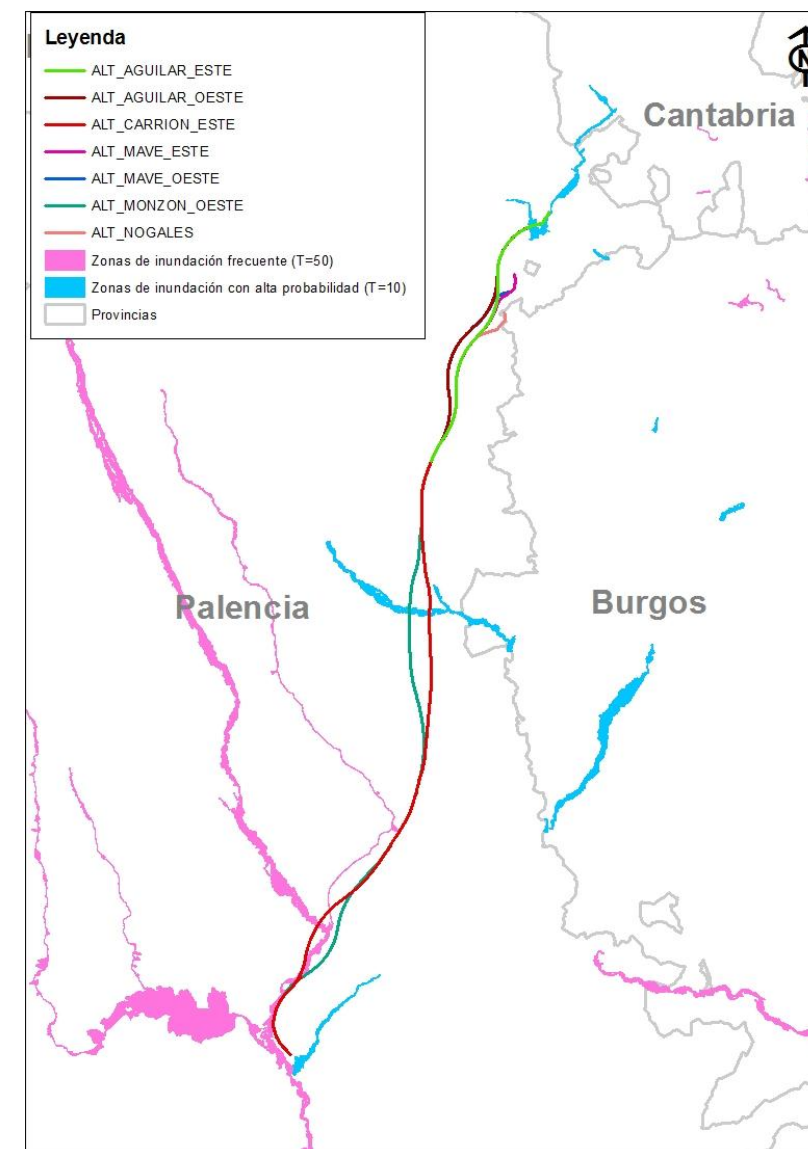 Leyenda
ALT_AGUILAR_ESTE
ALT_AGUILAR_OESTE
ALT_CARRION_ESTE
ALT_MAVE_ESTE
ALT_MAVE_OESTE
ALT_MONZON_OESTE
ALT_NOGALES
Zonas de inundación frecuente (T=50)
Zonas de inundación con alta probabilidad (T=10)
Provincias
N
Cantabria
Palencia
Burgos